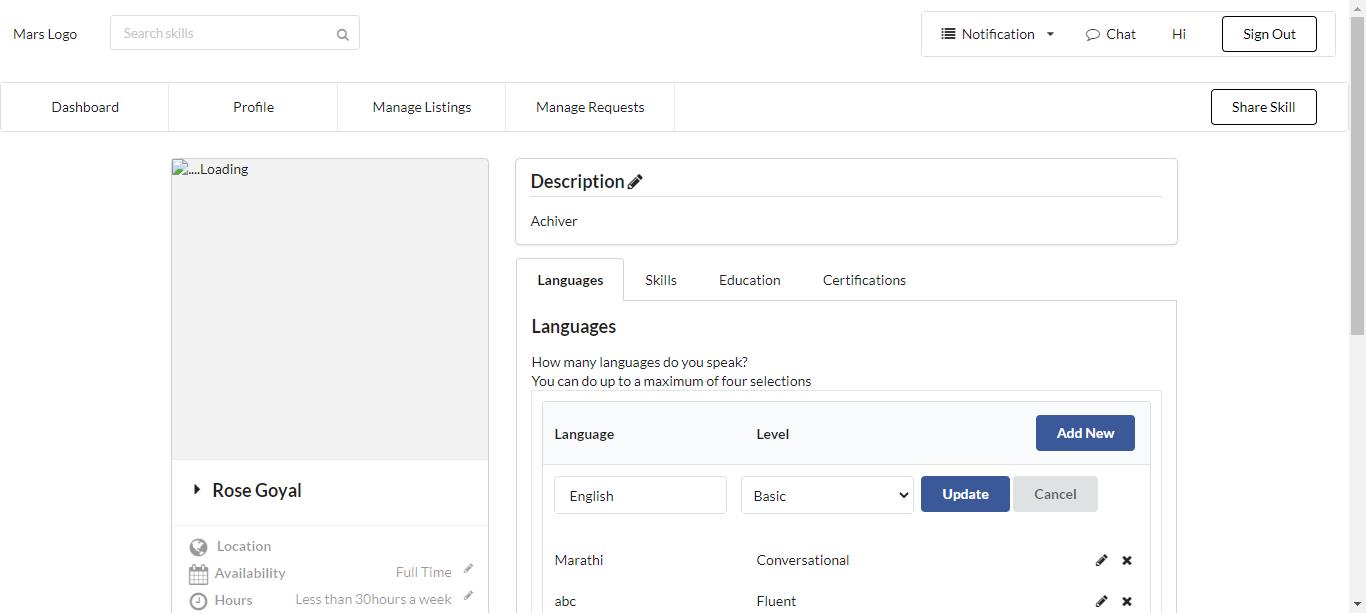 Mars Logo
Search skills
Notification
Chat
Hi
Sign Out
Dashboard
Profile
Manage Listings
Manage Requests
Share Skill
....Loading
Rose Goyal
Location
Availability
Full Time
Hours
Less than 30hours a week
Description
Achiver
Languages
Skills
Education
Certifications
Languages
How many languages do you speak?
You can do up to a maximum of four selections
Language
Level
Add New
English
Basic
Update
Cancel
Marathi
Conversational
abc
Fluent